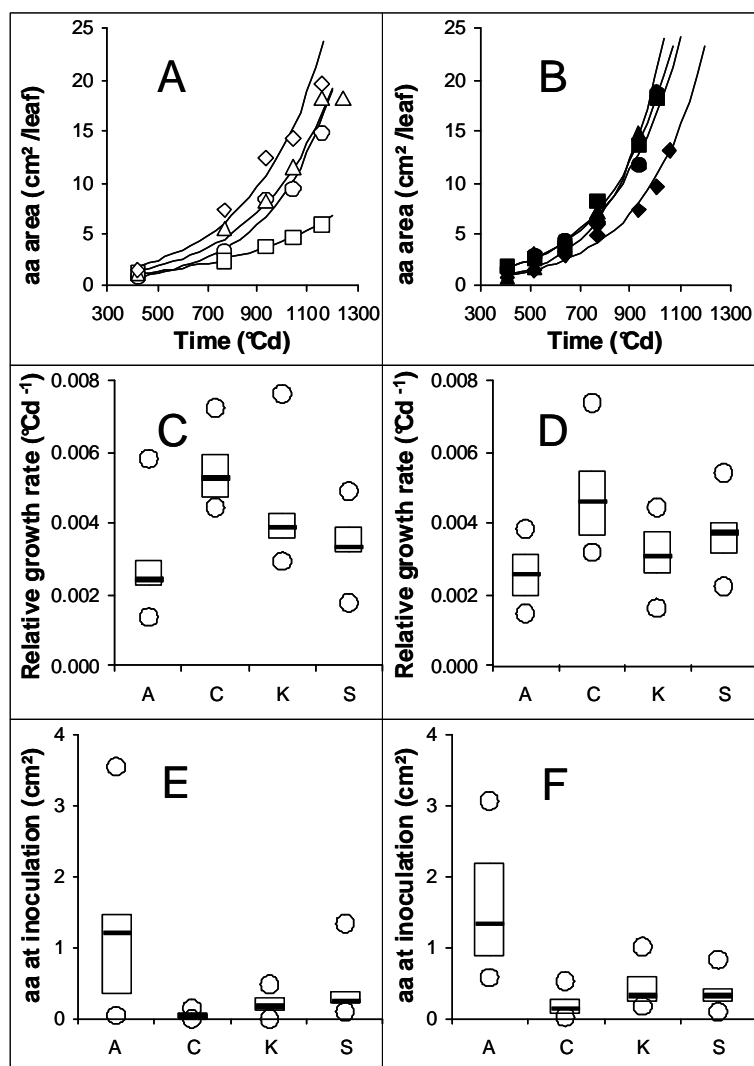 A
aa area (cm² /leaf)
25
20
15
10
5
0
300 500 700 900 1100 1300
Time (°Cd)
B
aa area (cm² /leaf)
25
20
15
10
5
0
300 500 700 900 1100 1300
Time (°Cd)
C
Relative growth rate (°Cd⁻¹)
0.008
0.006
0.004
0.002
0.000
A C K S
D
Relative growth rate (°Cd⁻¹)
0.008
0.006
0.004
0.002
0.000
A C K S
E
aa at inoculation (cm²)
4
3
2
1
0
A C K S
F
aa at inoculation (cm²)
4
3
2
1
0
A C K S